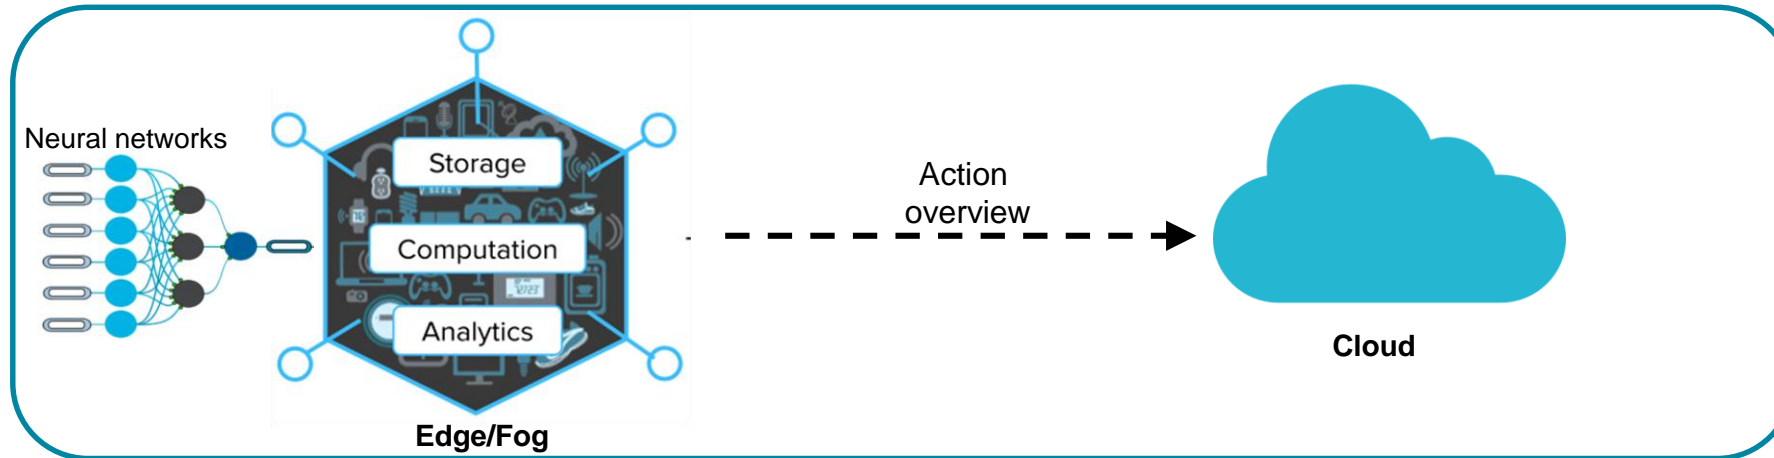 Neural networks
Storage
Computation
Analytics
Edge/Fog
Action
overview
Cloud